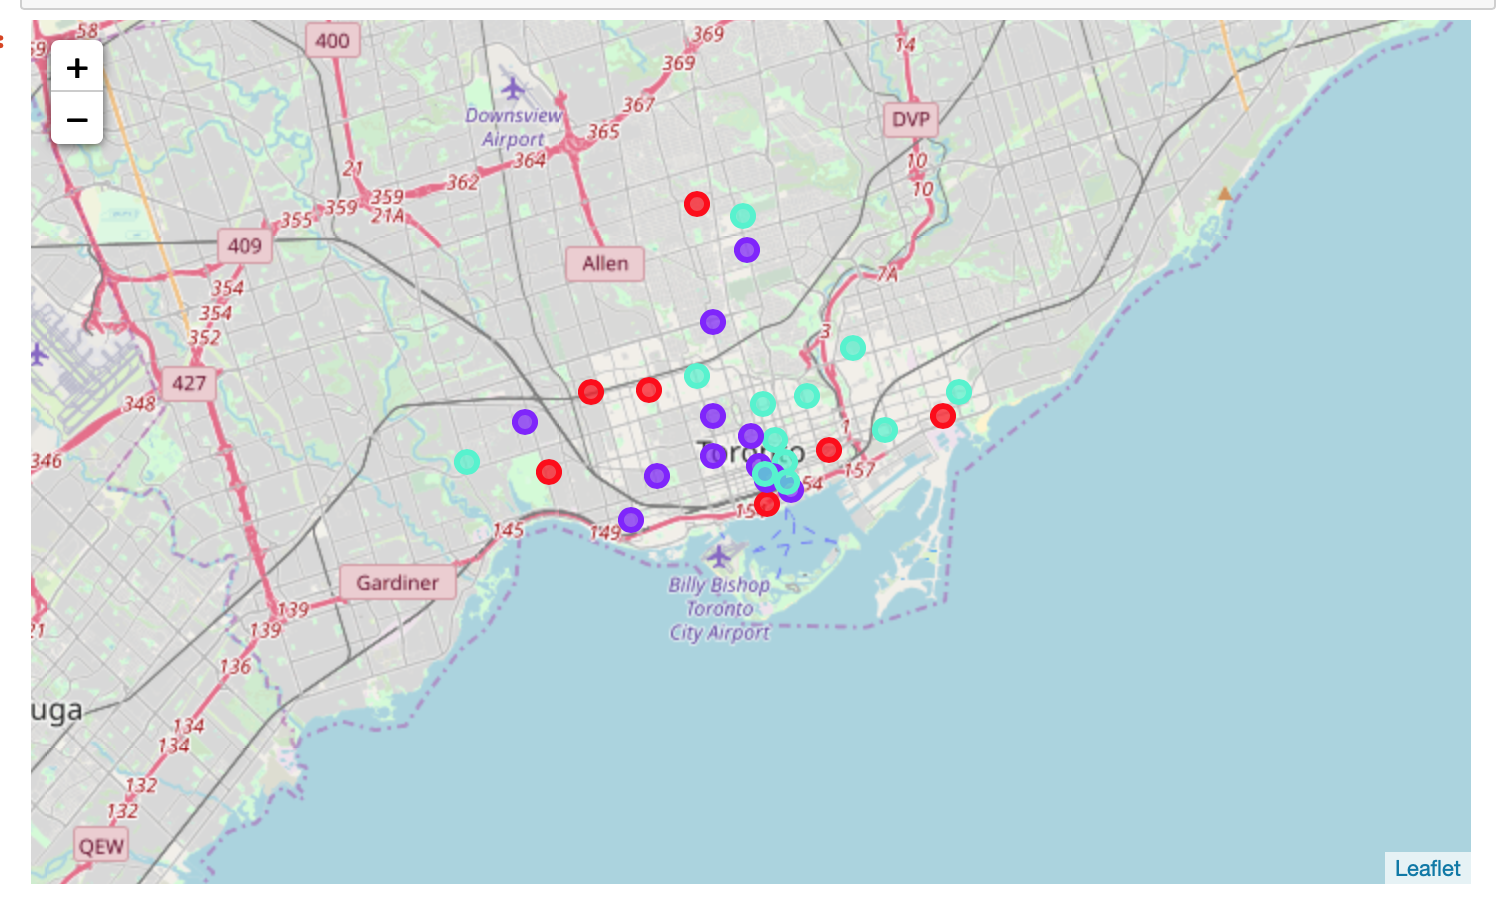 58
400
369
14
59
+
369
−
Downsview
Airport
367
DVP
365
364
10
21
362
10
359
359
21A
355
409
Allen
7A
354
354
3
352
427
348
1
Toronto
346
157
54
15
145
149
Gardiner
Billy Bishop
Toronto
City Airport
139
139
21
136
uga
134
134
132
132
QEW
Leaflet